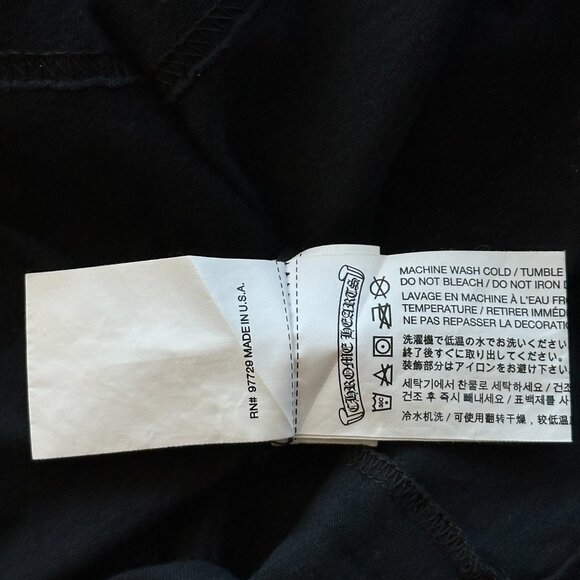 RN# 97729 MADE IN U.S.A.
CHROME HEARTS
MACHINE WASH COLD / TUMBLE
DO NOT BLEACH / DO NOT IRON D
LAVAGE EN MACHINE À L'EAU FR
TEMPERATURE / RETIRER IMMÉD
NE PAS REPASSER LA DECORATIO
洗濯機で低温の水でお洗いください
終了後すぐに取り出してください。
装飾部分はアイロンをお避け下さい
세탁기에서 찬물로 세탁하세요 / 건
건조 후 즉시 빼내세요 / 표백제를 사
冷水机洗 / 可使用翻转干燥，较低温